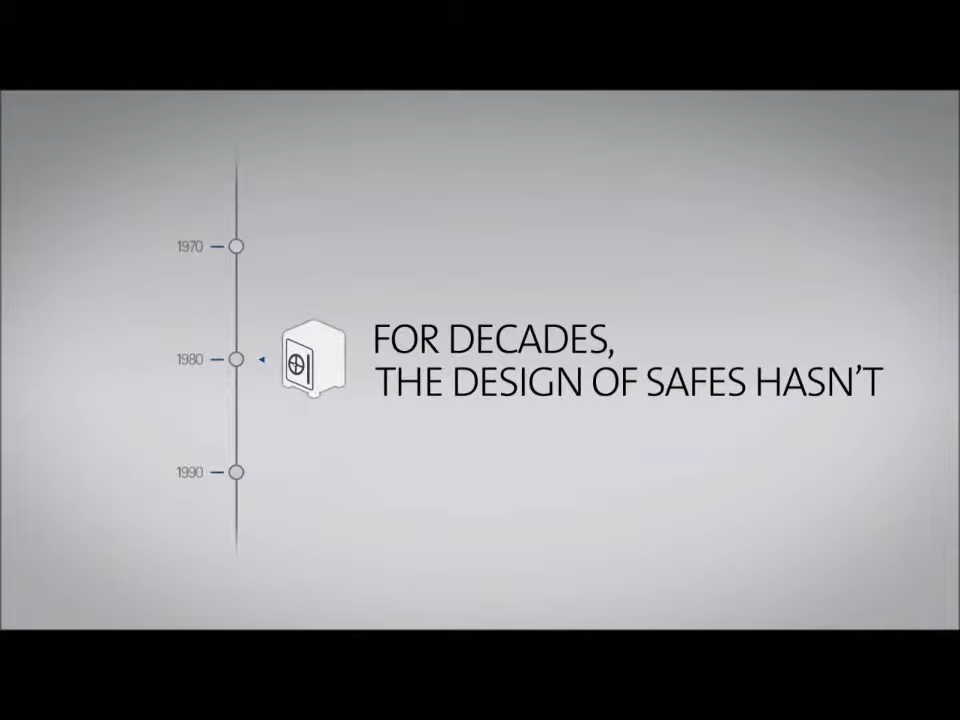 1970
1980
FOR DECADES,
THE DESIGN OF SAFES HASN'T
1990